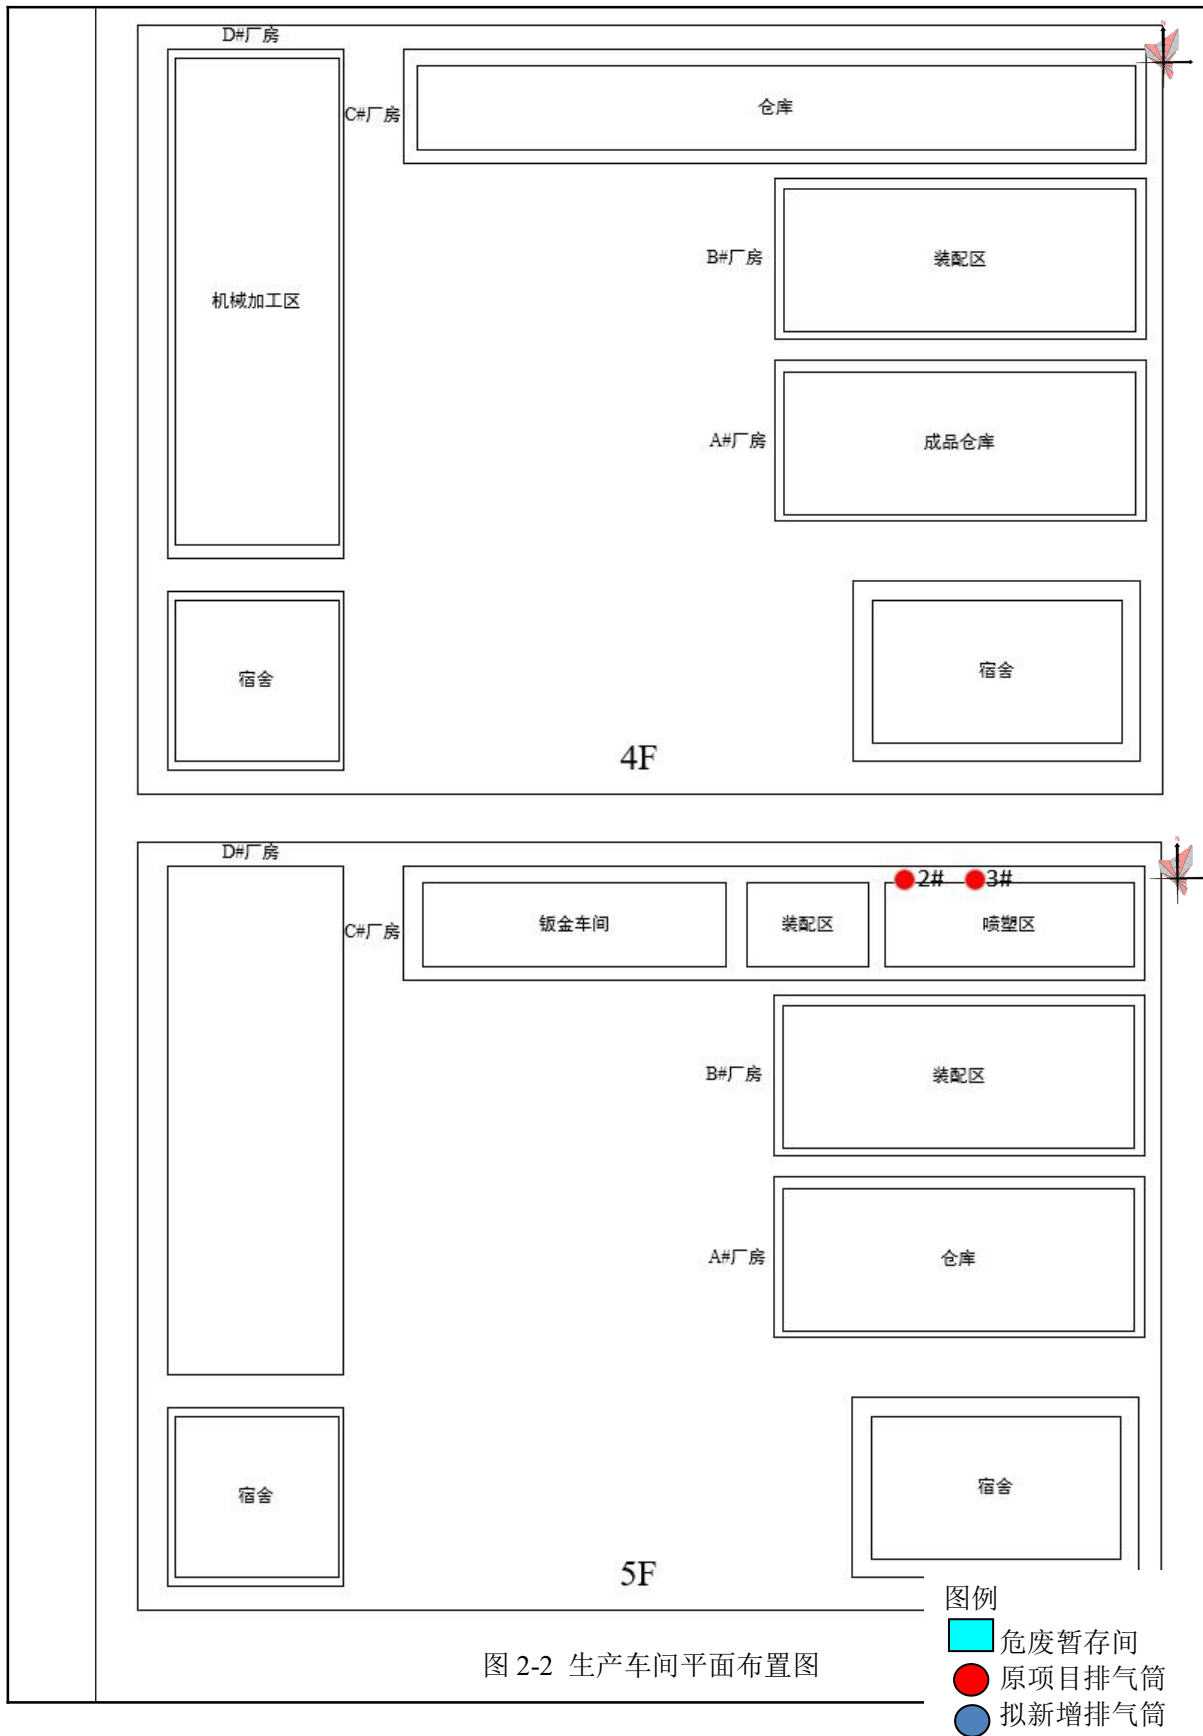 D#厂房
C#厂房
仓库
B#厂房
装配区
机械加工区
A#厂房
成品仓库
宿舍
宿舍
4F
D#厂房
2#
3#
C#厂房
钣金车间
装配区
喷塑区
B#厂房
装配区
A#厂房
仓库
宿舍
宿舍
5F
图例
危废暂存间
图 2-2 生产车间平面布置图
原项目排气筒
拟新增排气筒